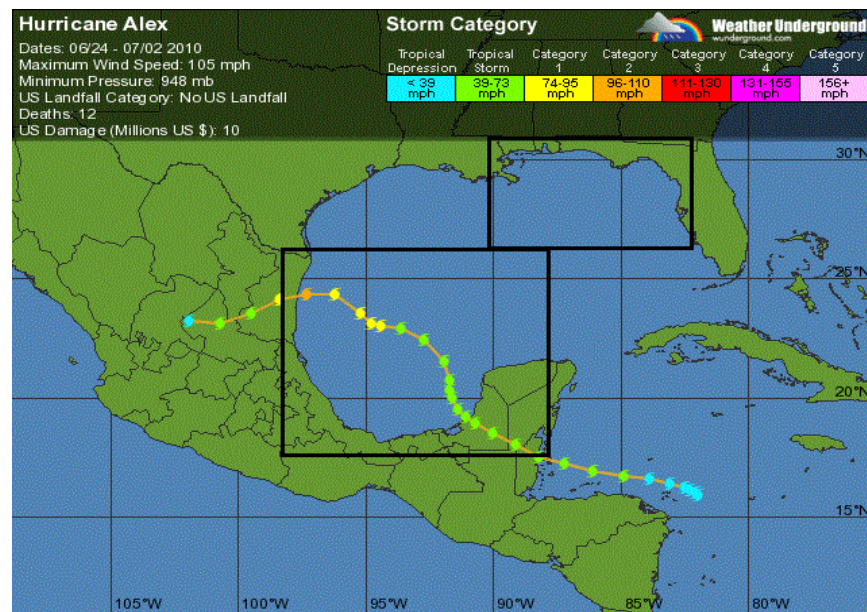 Hurricane Alex
Dates: 06/24 - 07/02 2010
Maximum Wind Speed: 105 mph
Minimum Pressure: 948 mb
US Landfall Category: No US Landfall
Deaths: 12
US Damage (Millions US $): 10
Storm Category
Weather Underground
wunderground.com
Tropical Depression
Tropical Storm
Category 1
Category 2
Category 3
Category 4
Category 5
< 39 mph
39-73 mph
74-95 mph
96-110 mph
111-130 mph
131-155 mph
156+ mph
30°N
25°N
20°N
15°N
105°W
100°W
95°W
90°W
85°W
80°W